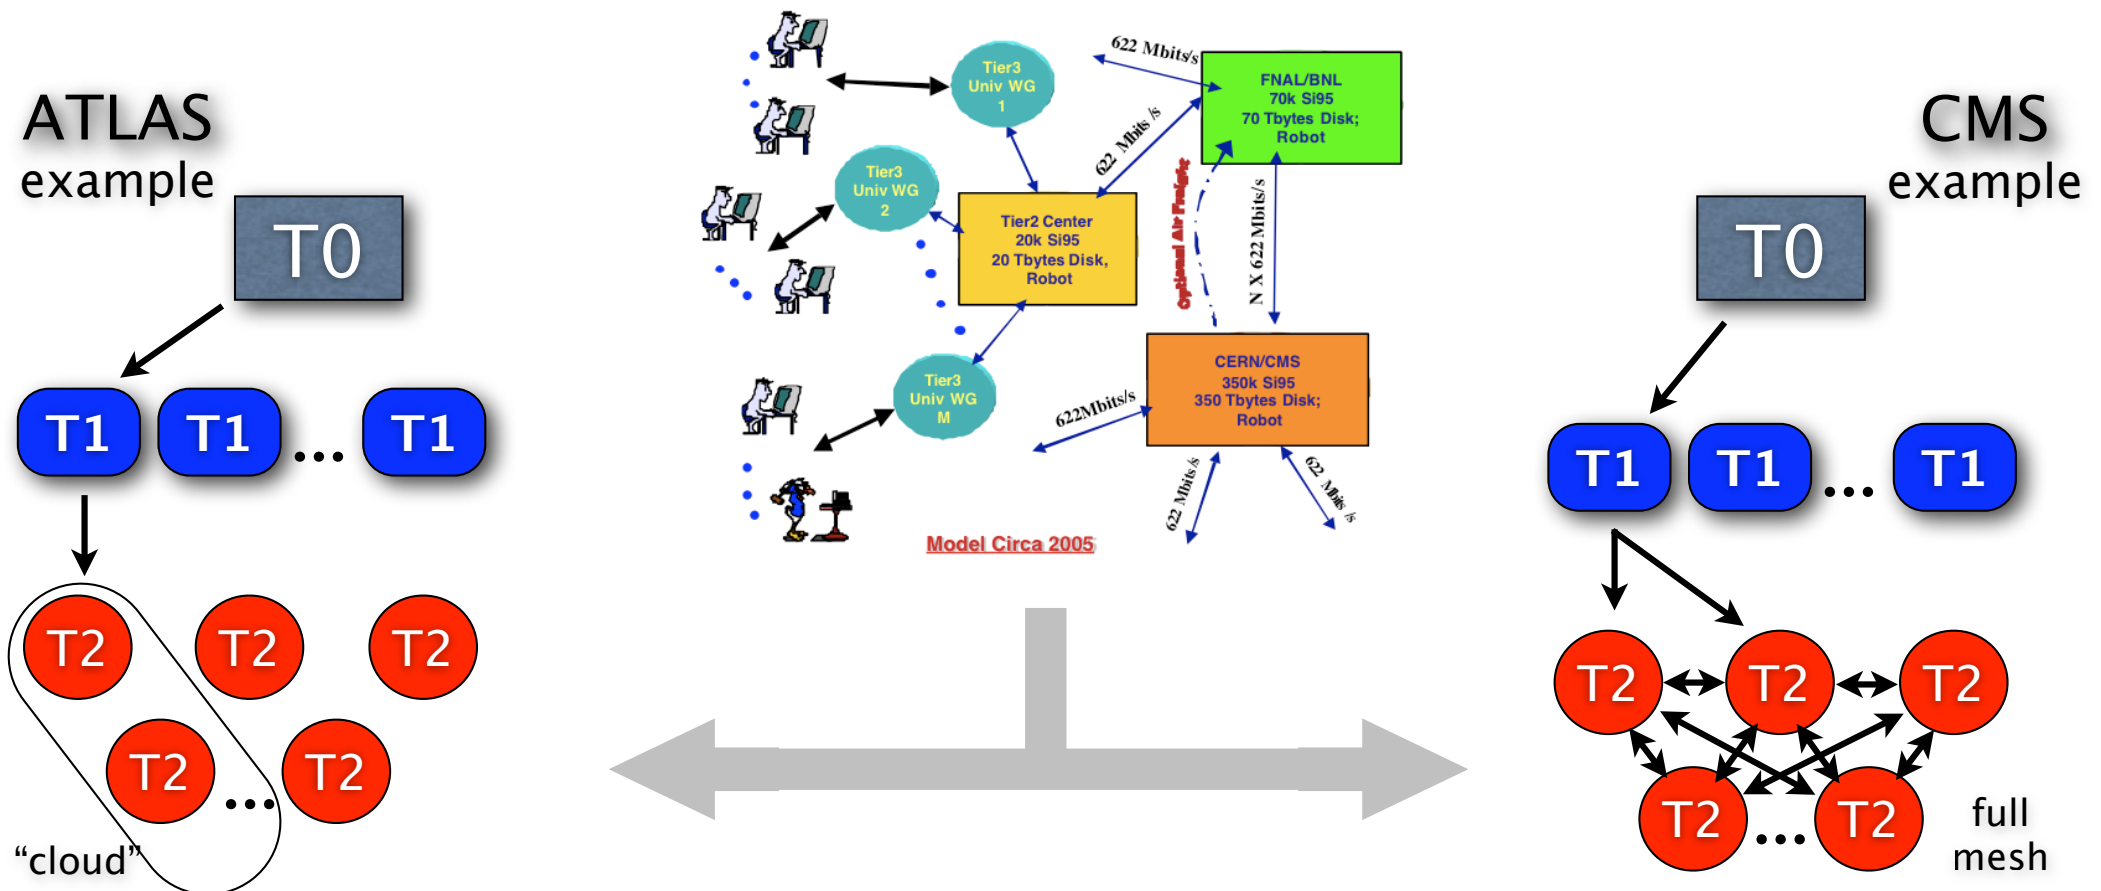 ATLAS
example
T0
T1
T1
...
T1
T2
T2
T2
T2
...
T2
“cloud”
Tier3
Univ WG
1
Tier3
Univ WG
2
Tier2 Center
20k Si95
20 Tbytes Disk,
Robot
Tier3
Univ WG
M
622 Mbits/s
622 Mbits /s
FNAL/BNL
70k Si95
70 Tbytes Disk;
Robot
Optional Air Freight
N X 622 Mbits/s
CERN/CMS
350k Si95
350 Tbytes Disk;
Robot
622Mbits/s
622 Mbits /s
622 Mbits /s
Model Circa 2005
CMS
example
T0
T1
T1
...
T1
T2
T2
T2
T2
...
T2
full
mesh